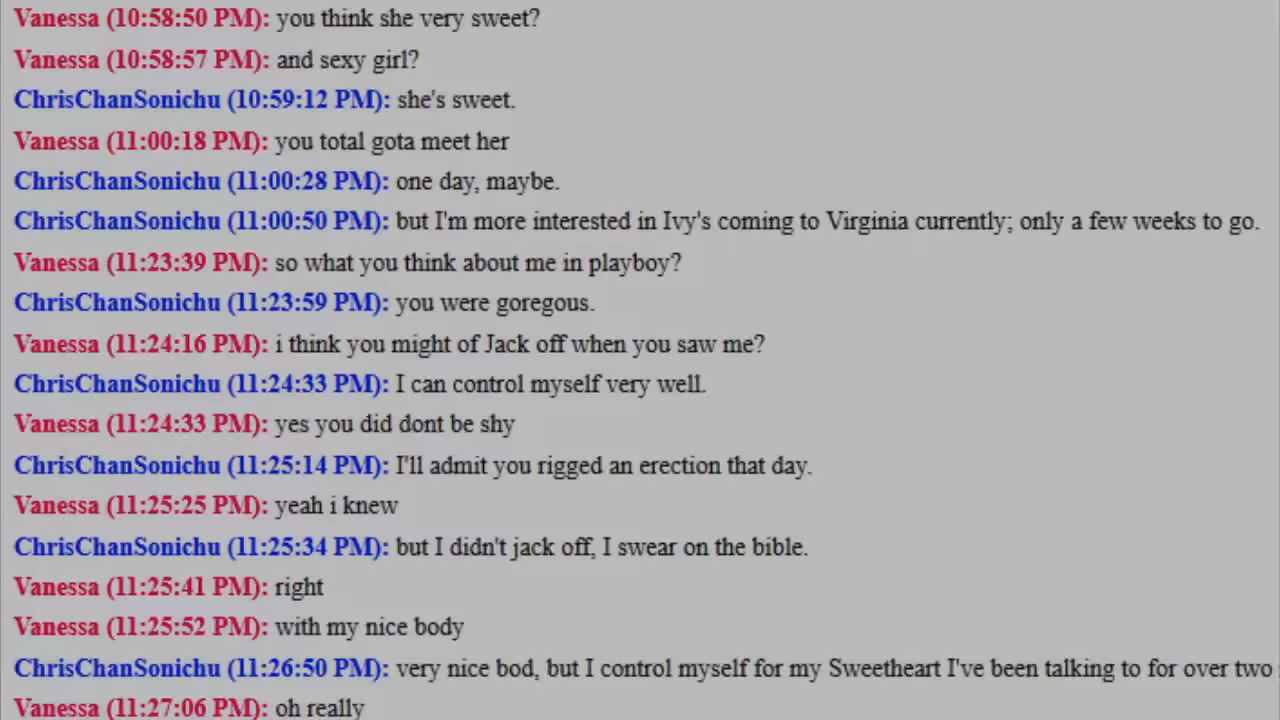 Vanessa (10:58:50 PM): you think she very sweet?
Vanessa (10:58:57 PM): and sexy girl?
ChrisChanSonichu (10:59:12 PM): she's sweet.
Vanessa (11:00:18 PM): you total gota meet her
ChrisChanSonichu (11:00:28 PM): one day, maybe.
ChrisChanSonichu (11:00:50 PM): but I'm more interested in Ivy's coming to Virginia currently; only a few weeks to go.
Vanessa (11:23:39 PM): so what you think about me in playboy?
ChrisChanSonichu (11:23:59 PM): you were goregous.
Vanessa (11:24:16 PM): i think you might of Jack off when you saw me?
ChrisChanSonichu (11:24:33 PM): I can control myself very well.
Vanessa (11:24:33 PM): yes you did dont be shy
ChrisChanSonichu (11:25:14 PM): I'll admit you rigged an erection that day.
Vanessa (11:25:25 PM): yeah i knew
ChrisChanSonichu (11:25:34 PM): but I didn't jack off, I swear on the bible.
Vanessa (11:25:41 PM): right
Vanessa (11:25:52 PM): with my nice body
ChrisChanSonichu (11:26:50 PM): very nice bod, but I control myself for my Sweetheart I've been talking to for over two
Vanessa (11:27:06 PM): oh really